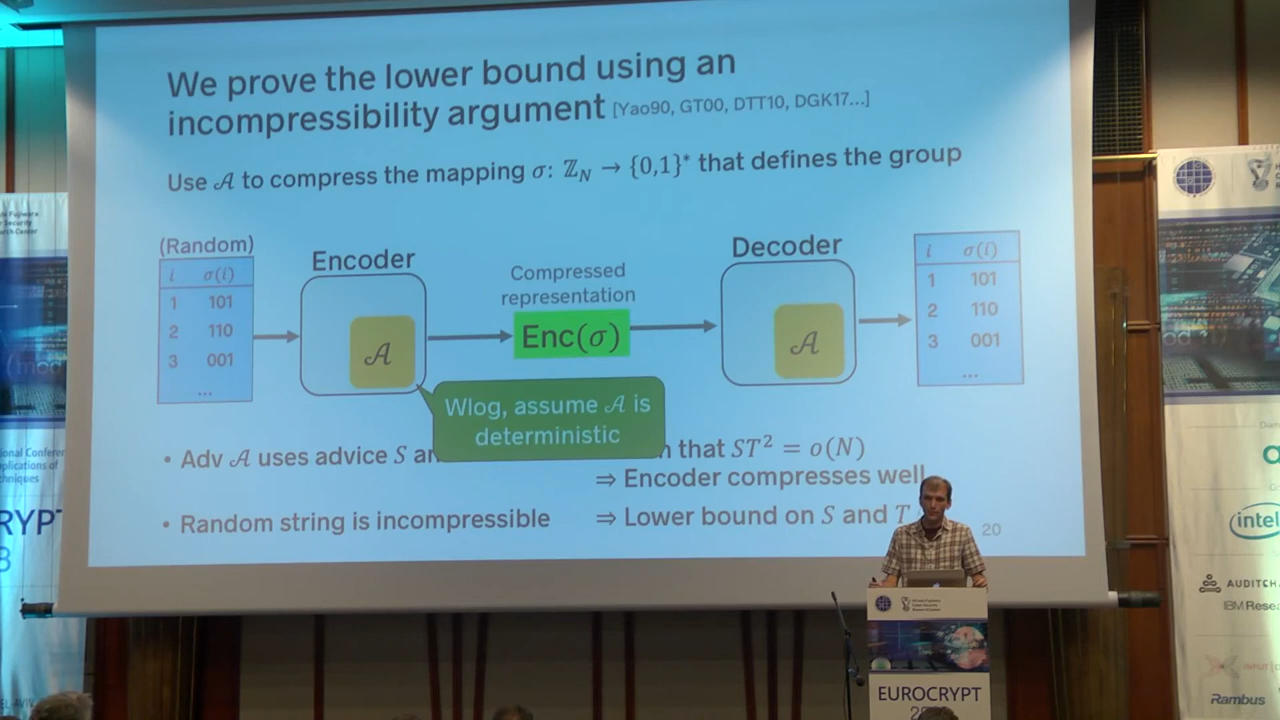 We prove the lower bound using an
incompressibility argument [Yao90, GT00, DTT10, DGK17...]
Use 𝒜 to compress the mapping σ: ℤ_N → {0,1}* that defines the group
(Random)
i σ(i)
1 101
2 110
3 001
...
Encoder
𝒜
Compressed
representation
Enc(σ)
Decoder
𝒜
i σ(i)
1 101
2 110
3 001
...
Wlog, assume 𝒜 is
deterministic
• Adv 𝒜 uses advice S that ST² = o(N)
⇒ Encoder compresses well
• Random string is incompressible ⇒ Lower bound on S and T
20
EUROCRYPT
intel
IBM
Rambus